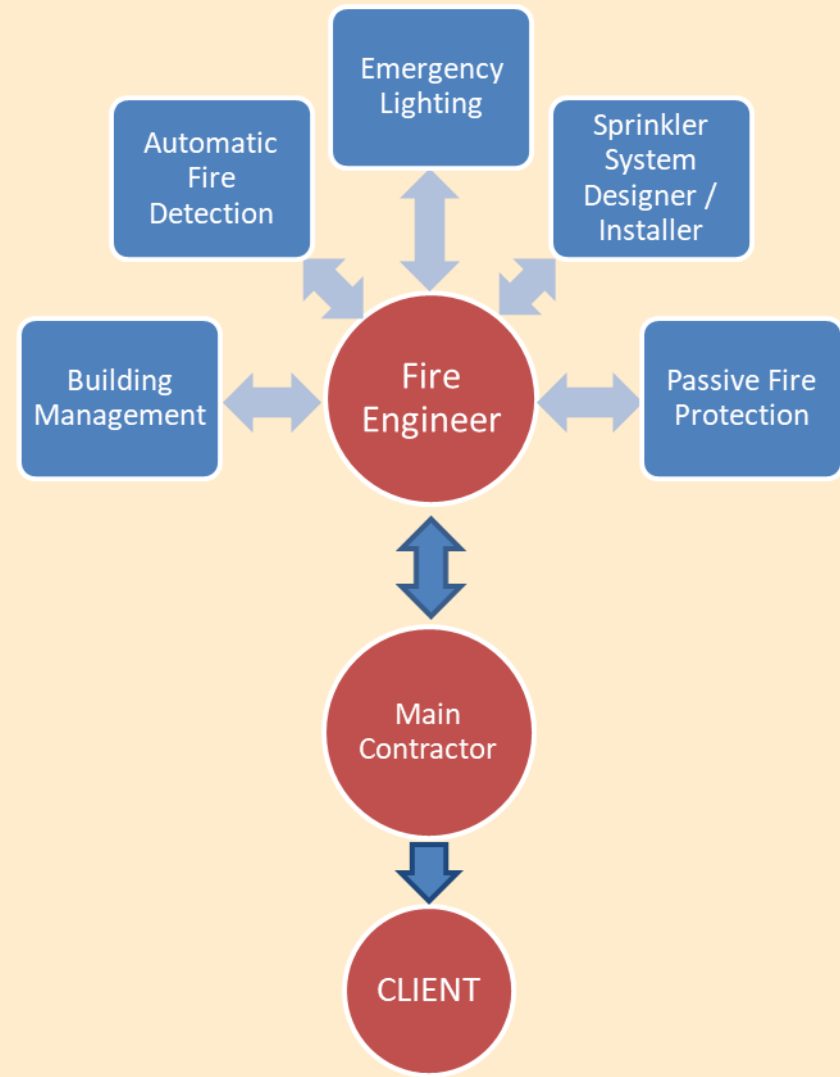 Emergency
Lighting
Automatic
Fire
Detection
Sprinkler
System
Designer /
Installer
Building
Management
Fire
Engineer
Passive Fire
Protection
Main
Contractor
CLIENT